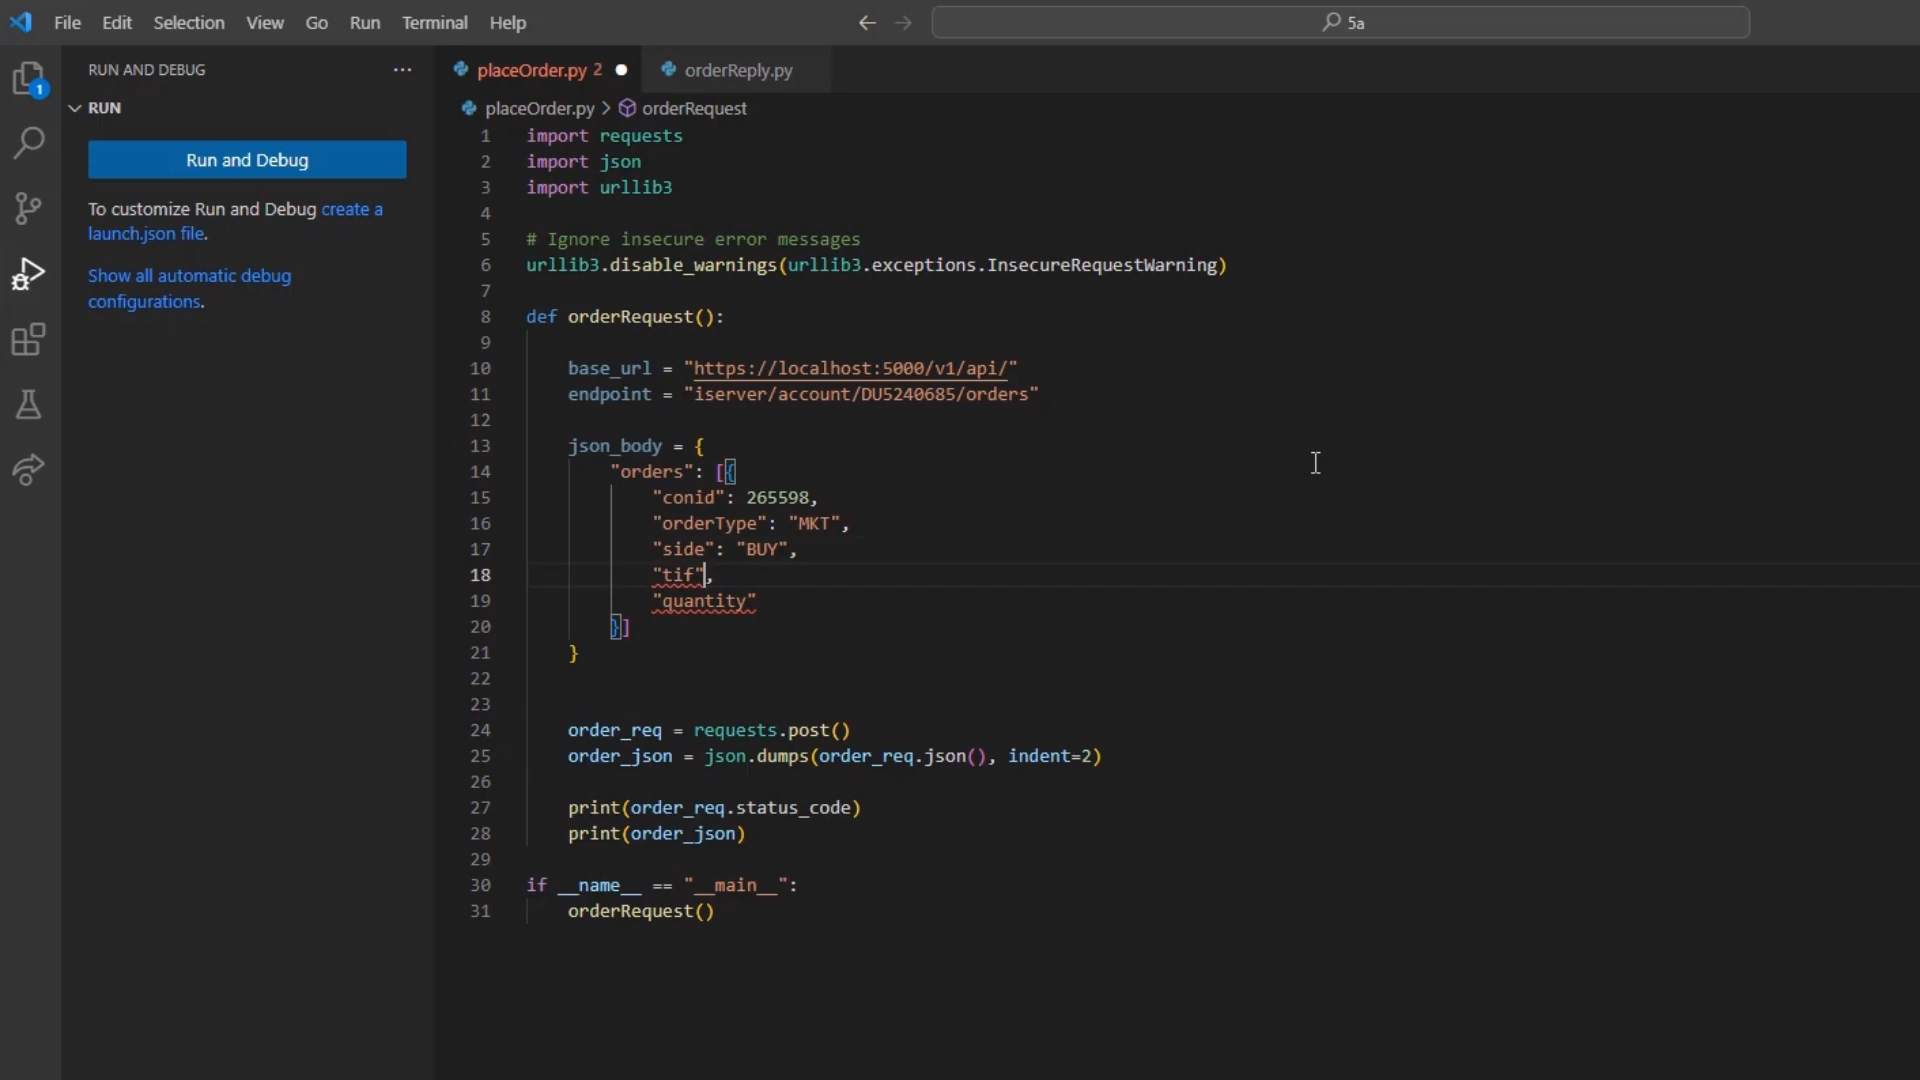 File Edit Selection View Go Run Terminal Help
5a
1
RUN AND DEBUG
RUN
Run and Debug
To customize Run and Debug create a
launch.json file.
Show all automatic debug
configurations.
placeOrder.py 2
orderReply.py
placeOrder.py > orderRequest
1 import requests
2 import json
3 import urllib3
4
5 # Ignore insecure error messages
6 urllib3.disable_warnings(urllib3.exceptions.InsecureRequestWarning)
7
8 def orderRequest():
9
10 base_url = "https://localhost:5000/v1/api/"
11 endpoint = "iserver/account/DU5240685/orders"
12
13 json_body = {
14 "orders": [{
15 "conid": 265598,
16 "orderType": "MKT",
17 "side": "BUY",
18 "tif",
19 "quantity"
20 }]
21 }
22
23
24 order_req = requests.post()
25 order_json = json.dumps(order_req.json(), indent=2)
26
27 print(order_req.status_code)
28 print(order_json)
29
30 if __name__ == "__main__":
31 orderRequest()